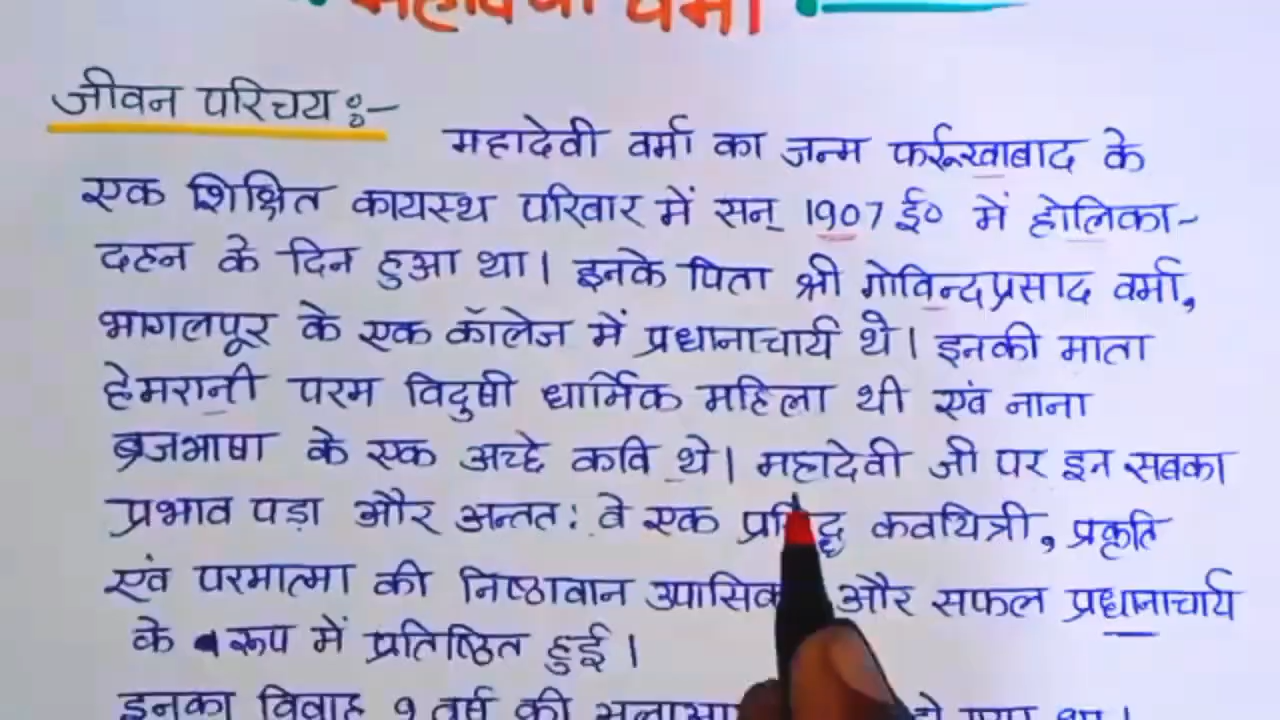 महादेवी वर्मा
जीवन परिचय :-
महादेवी वर्मा का जन्म फर्रूखाबाद के
एक शिक्षित कायस्थ परिवार में सन् 1907 ई० में होलिका-
दहन के दिन हुआ था। इनके पिता श्री गोविन्दप्रसाद वर्मा,
भागलपूर के एक कॉलेज में प्रधानाचार्य थे। इनकी माता
हेमरानी परम विदुषी धार्मिक महिला थी एवं नाना
ब्रजभाषा के एक अच्छे कवि थे। महादेवी जी पर इन सबका
प्रभाव पड़ा और अन्तत: वे एक प्रसिद्ध कवयित्री, प्रकृति
एवं परमात्मा की निष्ठावान उपासिका और सफल प्रधानाचार्य
के रूप में प्रतिष्ठित हुई।
इनका विवाह 9 वर्ष की